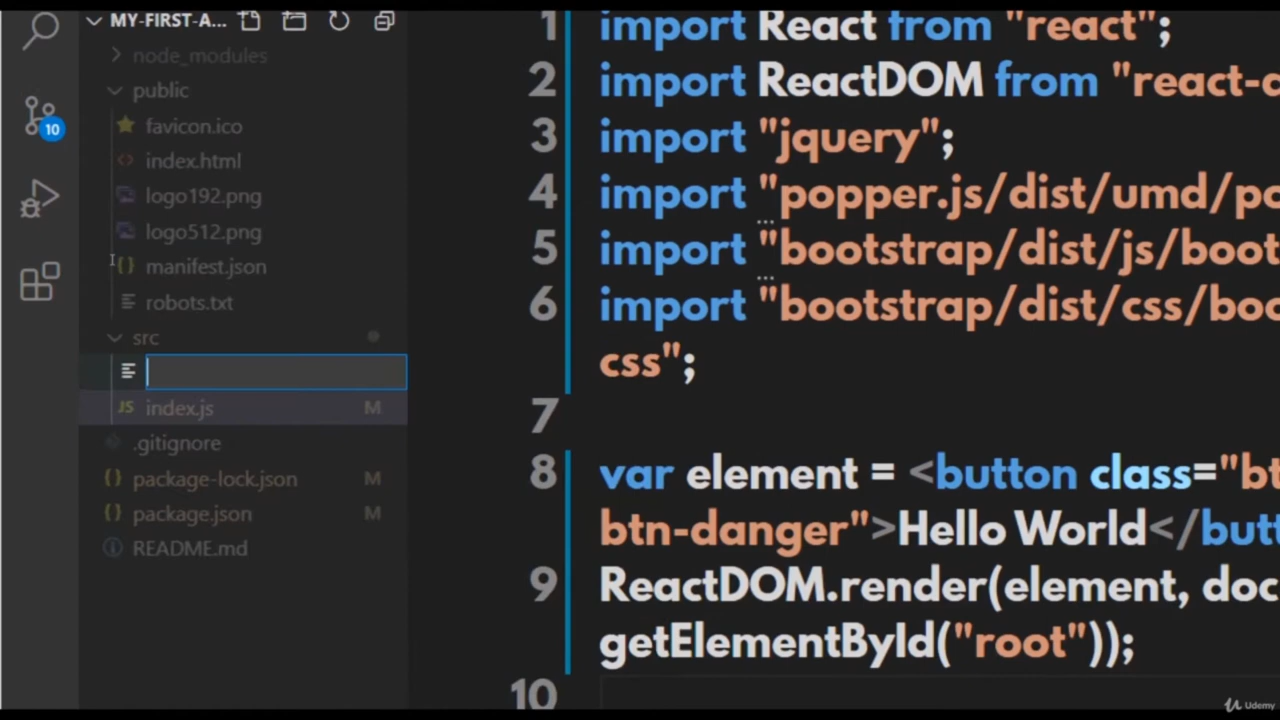 MY-FIRST-A...
node_modules
public
favicon.ico
index.html
logo192.png
logo512.png
manifest.json
robots.txt
src
JS index.js M
.gitignore
package-lock.json M
package.json M
README.md
10
1 import React from "react";
2 import ReactDOM from "react-d
3 import "jquery";
4 import "popper.js/dist/umd/po
5 import "bootstrap/dist/js/boot
6 import "bootstrap/dist/css/boo
css";
7
8 var element = <button class="bt
btn-danger">Hello World</butt
9 ReactDOM.render(element, doc
getElementById("root"));
10
Udemy